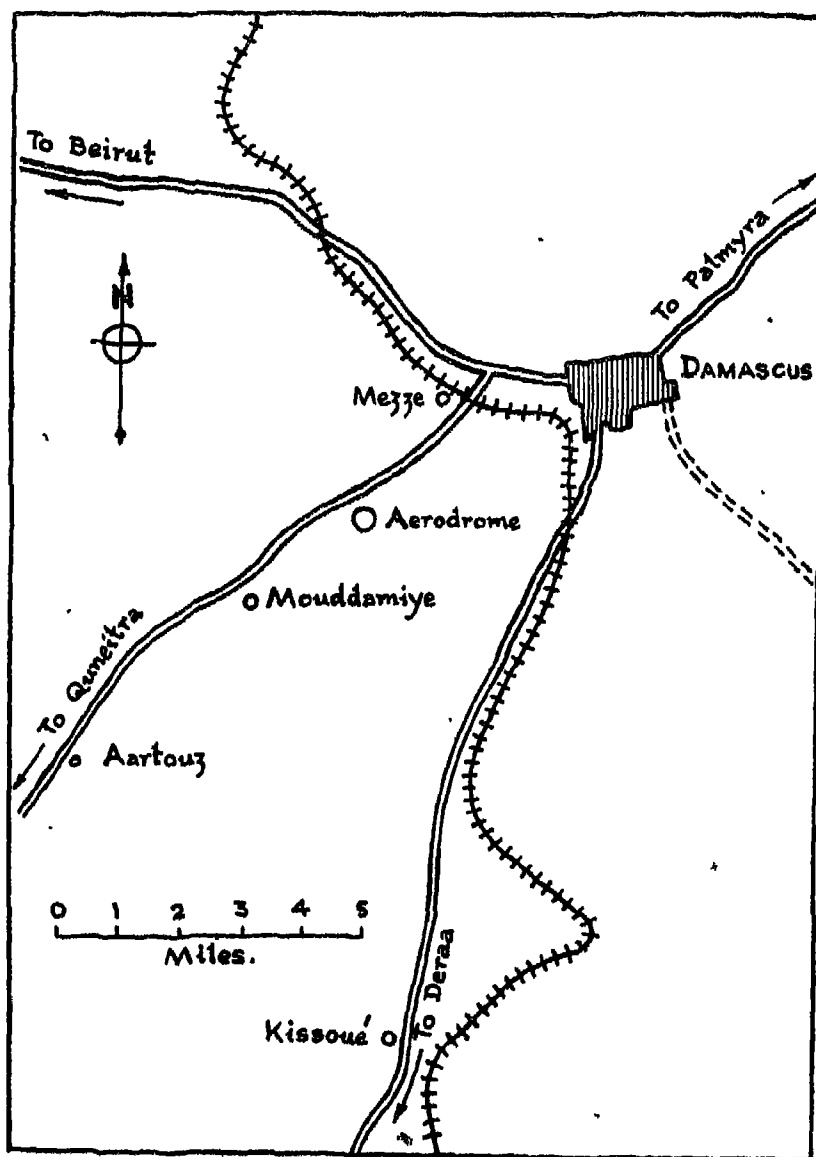 To Beirut
To Palmyra
N
DAMASCUS
Mezze
Aerodrome
Mouddamiye
To Quneitra
Aartouz
0 1 2 3 4 5
Miles.
To Deraa
Kissoué